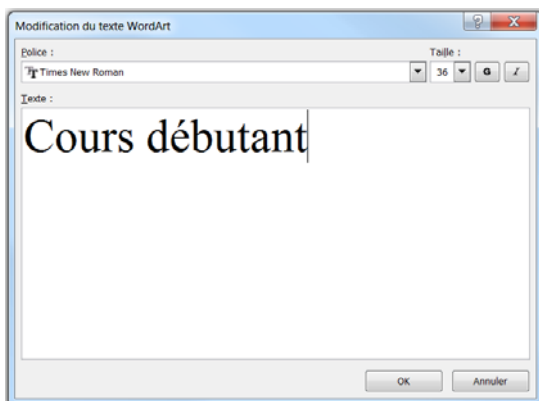 Modification du texte WordArt
Police :
Taille :
Times New Roman
36
G
I
Texte :
Cours débutant
OK
Annuler